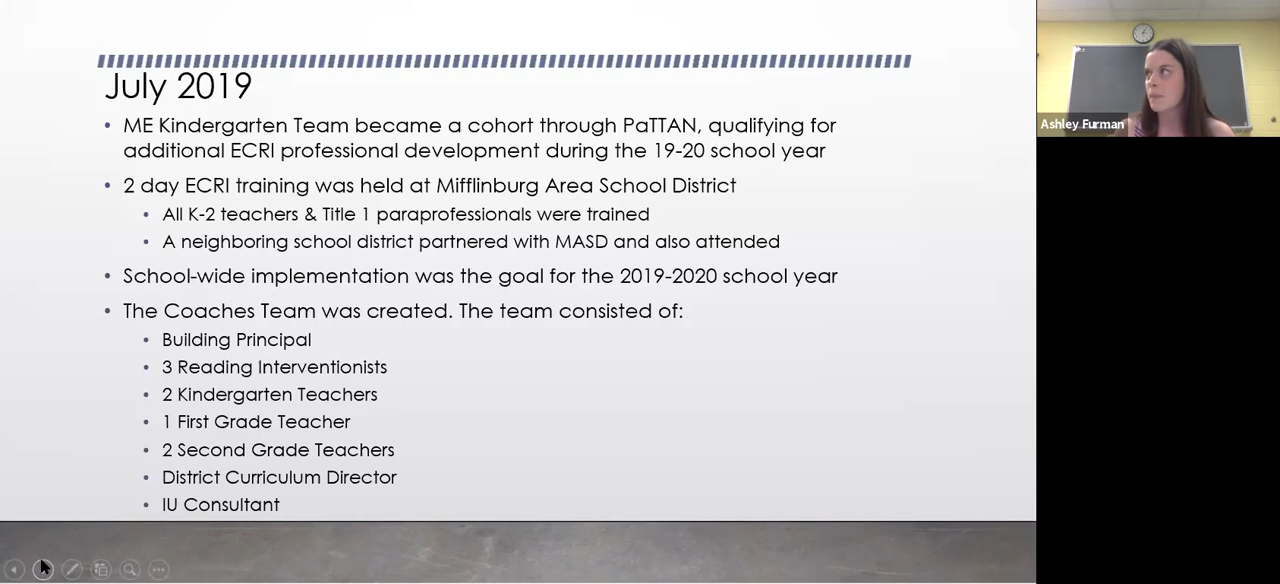 July 2019
• ME Kindergarten Team became a cohort through PaTTAN, qualifying for
additional ECRI professional development during the 19-20 school year
• 2 day ECRI training was held at Mifflinburg Area School District
• All K-2 teachers & Title 1 paraprofessionals were trained
• A neighboring school district partnered with MASD and also attended
• School-wide implementation was the goal for the 2019-2020 school year
• The Coaches Team was created. The team consisted of:
• Building Principal
• 3 Reading Interventionists
• 2 Kindergarten Teachers
• 1 First Grade Teacher
• 2 Second Grade Teachers
• District Curriculum Director
• IU Consultant
Ashley Furman